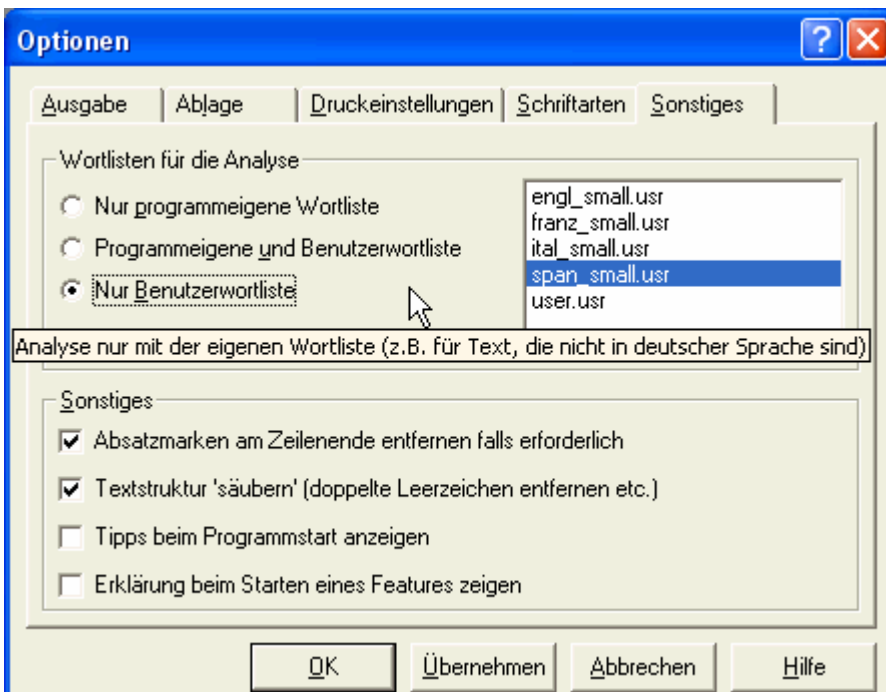 Optionen
Ausgabe Ablage Druckeinstellungen Schriftarten Sonstiges
Wortlisten für die Analyse
Nur programmeigene Wortliste
Programmeigene und Benutzerwortliste
Nur Benutzerwortliste
engl_small.usr
franz_small.usr
ital_small.usr
span_small.usr
user.usr
Analyse nur mit der eigenen Wortliste (z.B. für Text, die nicht in deutscher Sprache sind)
Sonstiges
Absatzmarken am Zeilenende entfernen falls erforderlich
Textstruktur 'säubern' (doppelte Leerzeichen entfernen etc.)
Tipps beim Programmstart anzeigen
Erklärung beim Starten eines Features zeigen
OK Übernehmen Abbrechen Hilfe